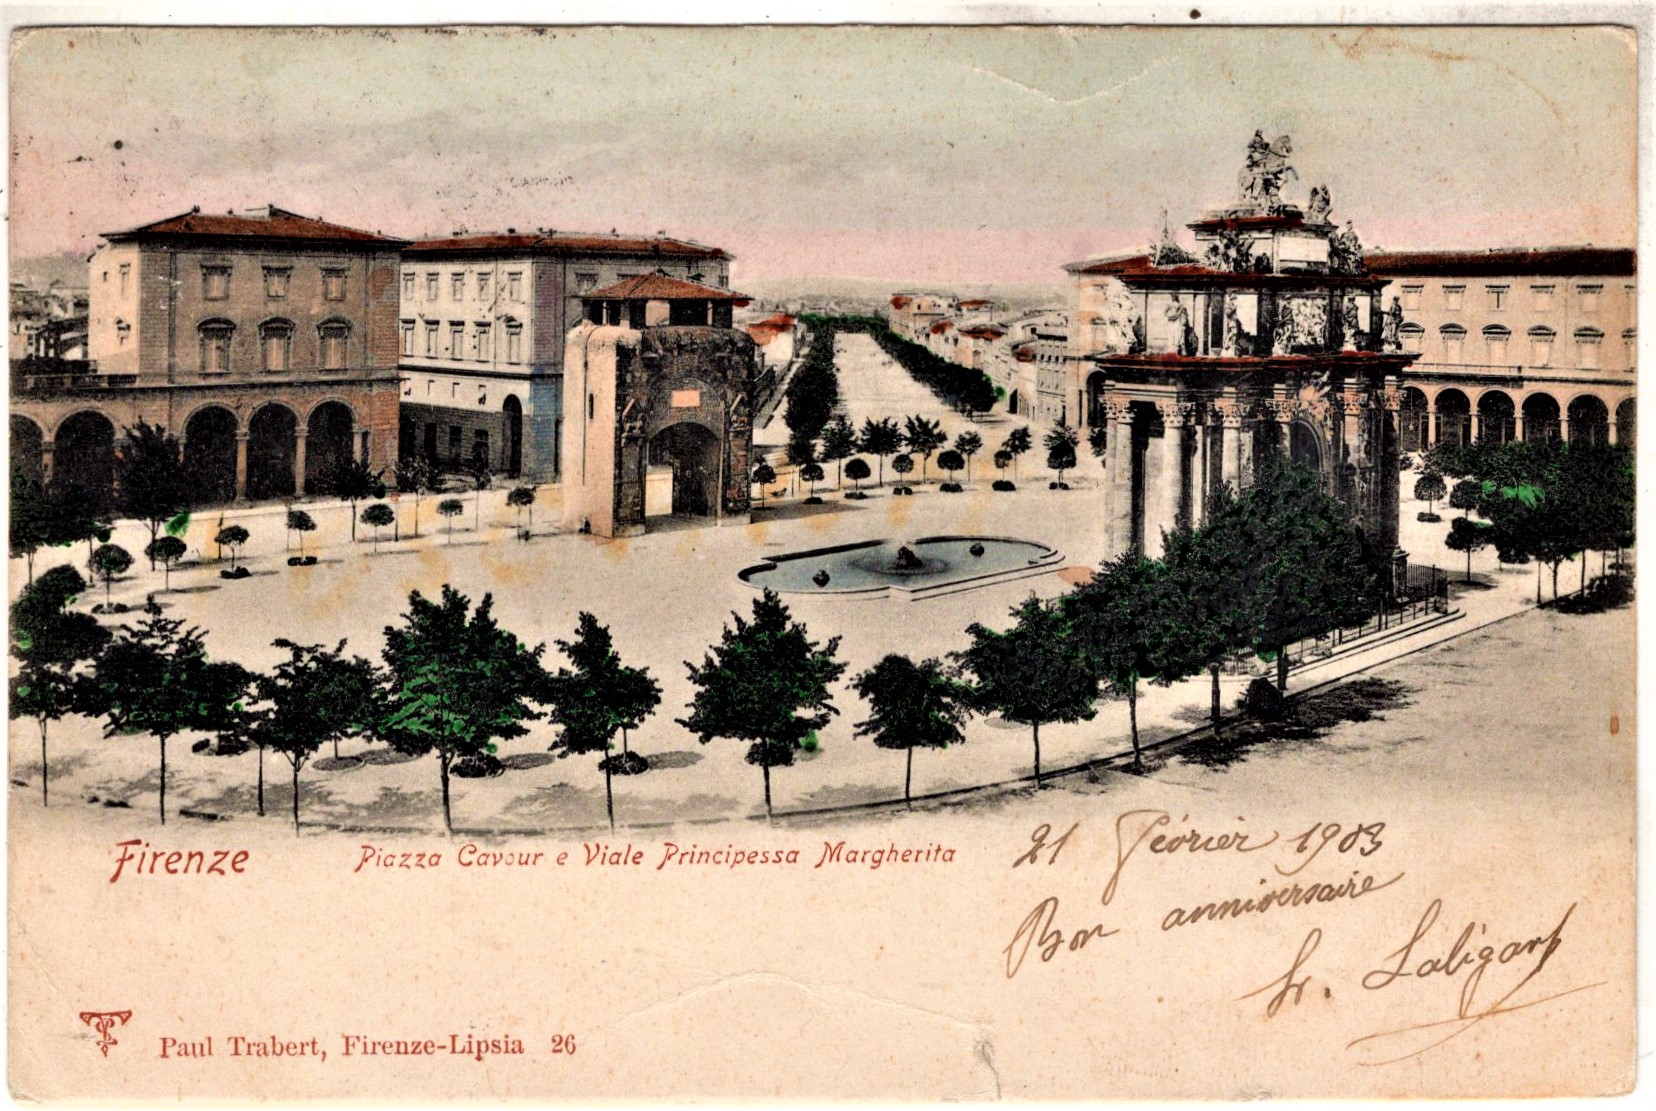 Firenze
Piazza Cavour e Viale Principessa Margherita
21 Février 1903
Bon anniversaire
Paul Trabert, Firenze-Lipsia 26